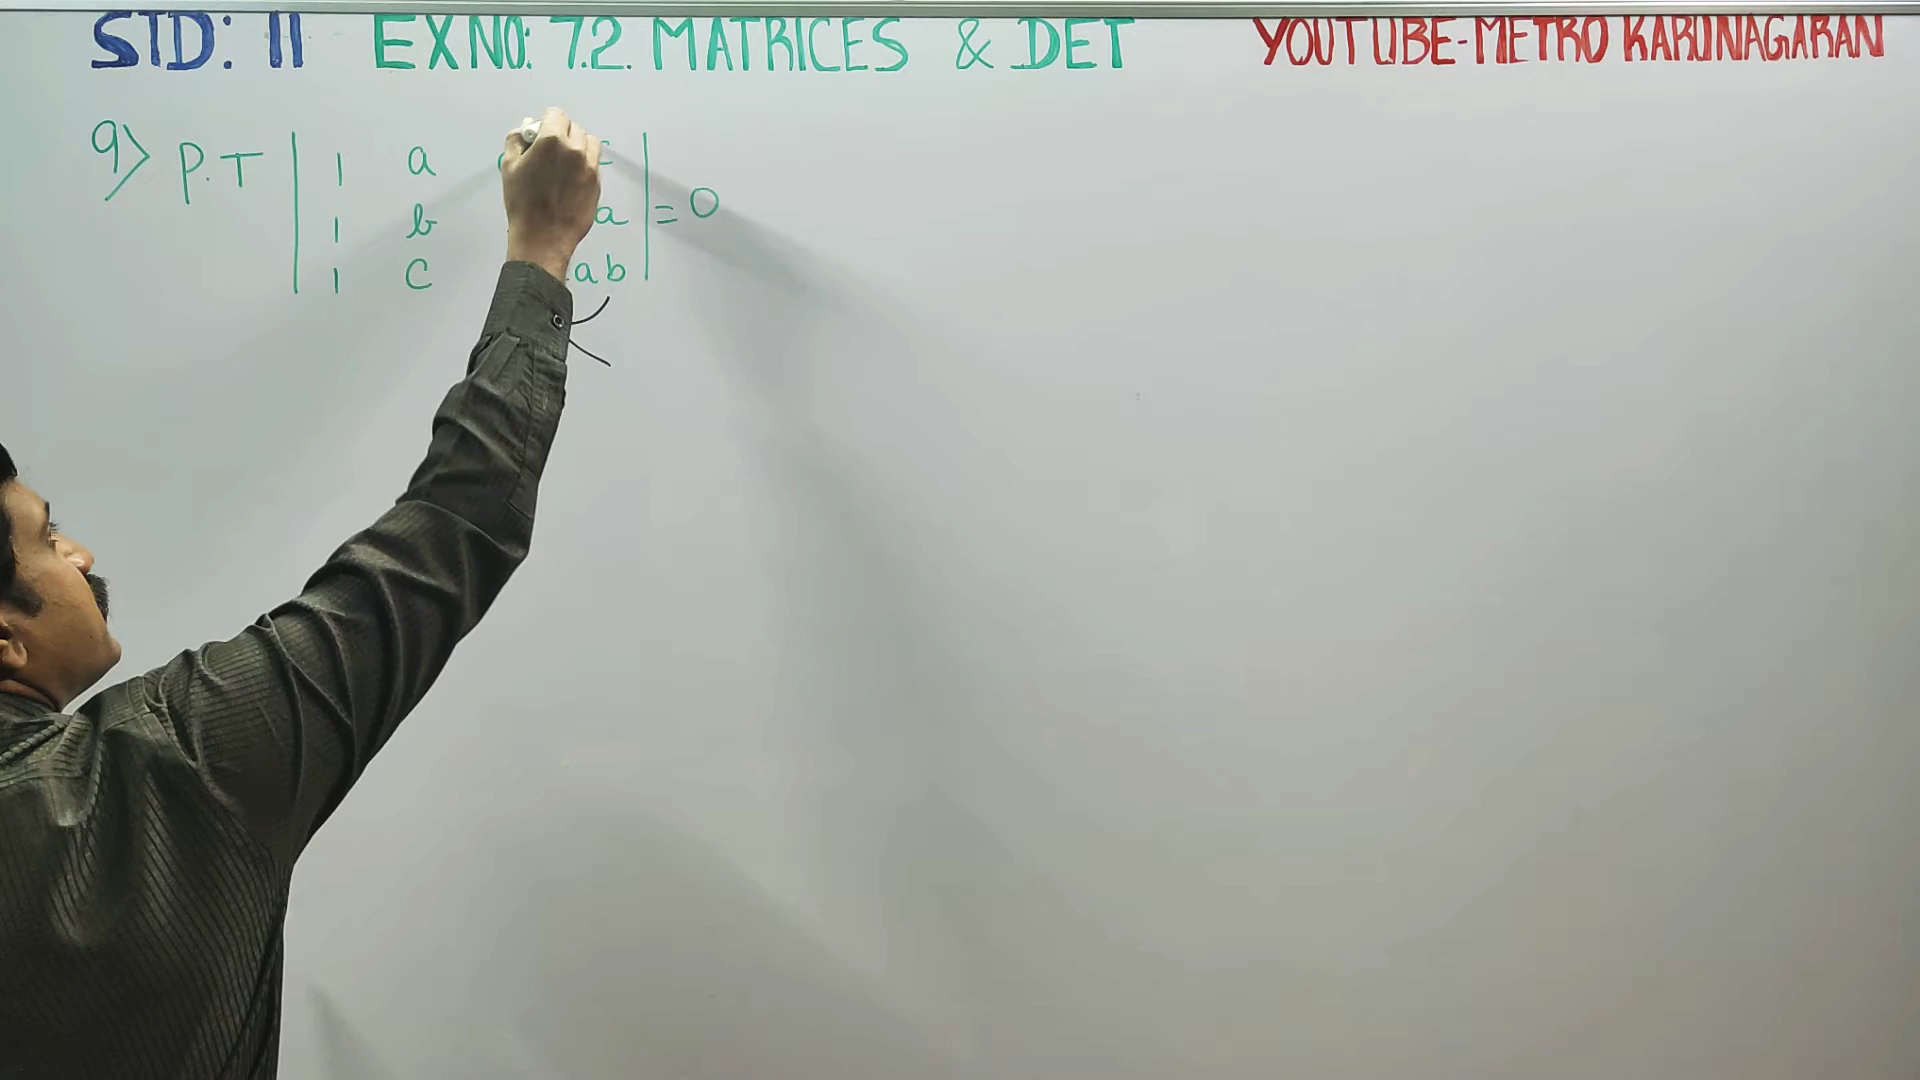 STD: 11 EX NO: 7.2. MATRICES & DET YOUTUBE-METRO KARUNAGARAN
9) P.T | 1 a | = 0
1 b a
1 c ab